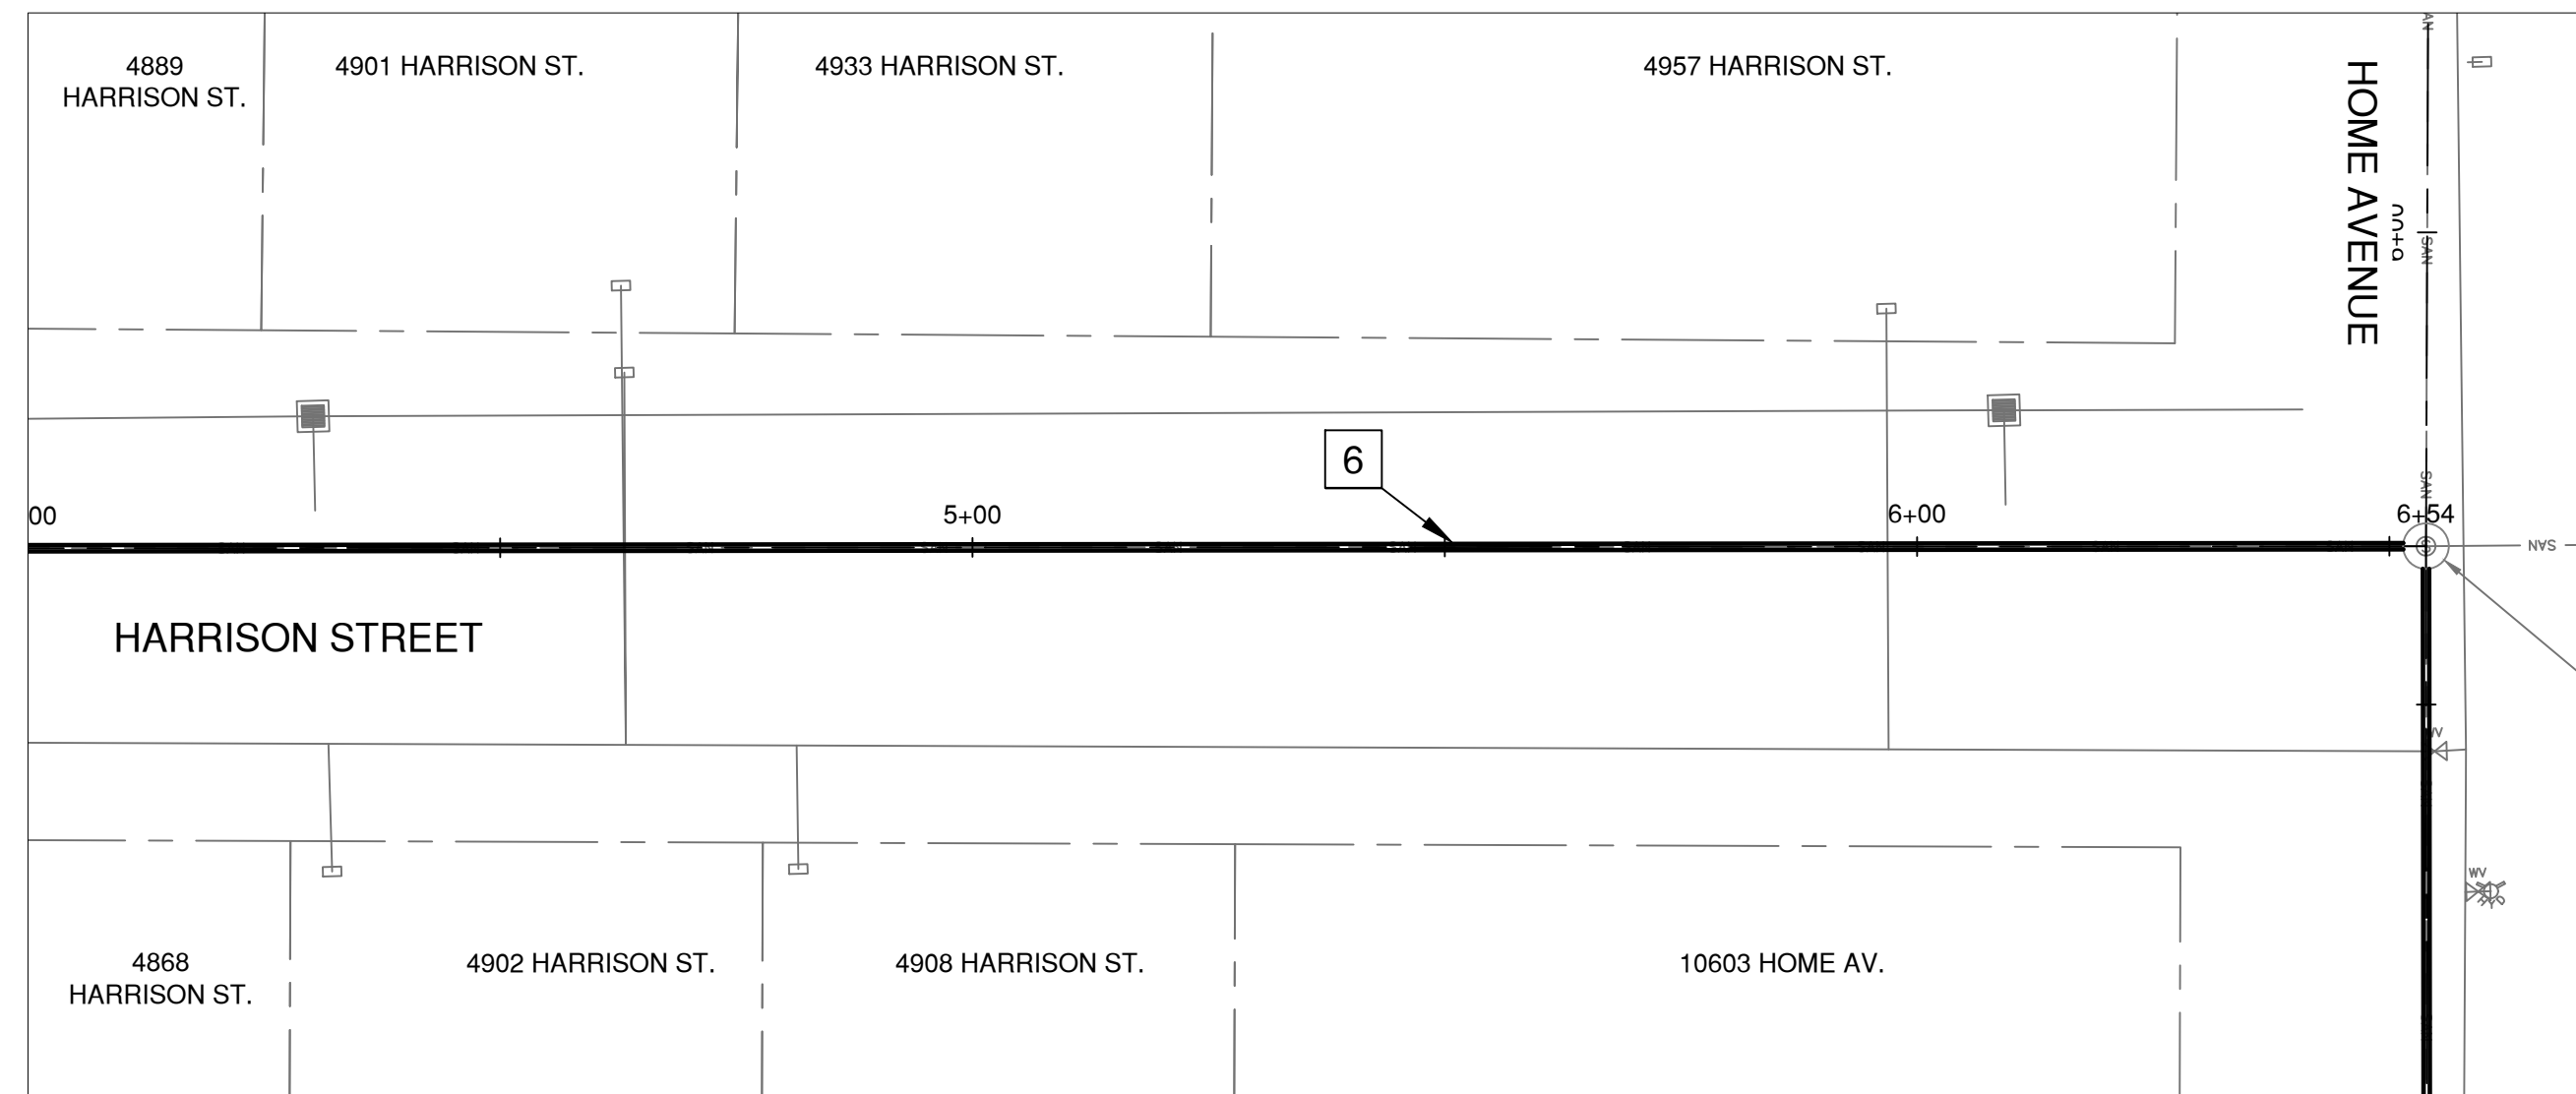 4889
HARRISON ST.
4901 HARRISON ST.
4933 HARRISON ST.
4957 HARRISON ST.
HOME AVENUE
SAN
6
00
5+00
6+00
6+54
SAN
SAN
HARRISON STREET
WV
4868
HARRISON ST.
4902 HARRISON ST.
4908 HARRISON ST.
10603 HOME AV.